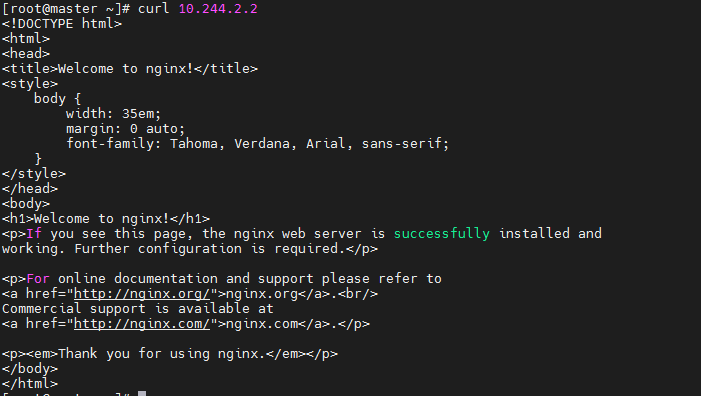 [root@master ~]# curl 10.244.2.2
<!DOCTYPE html>
<html>
<head>
<title>Welcome to nginx!</title>
<style>
    body {
        width: 35em;
        margin: 0 auto;
        font-family: Tahoma, Verdana, Arial, sans-serif;
    }
</style>
</head>
<body>
<h1>Welcome to nginx!</h1>
<p>If you see this page, the nginx web server is successfully installed and
working. Further configuration is required.</p>

<p>For online documentation and support please refer to
<a href="http://nginx.org/">nginx.org</a>.<br/>
Commercial support is available at
<a href="http://nginx.com/">nginx.com</a>.</p>

<p><em>Thank you for using nginx.</em></p>
</body>
</html>